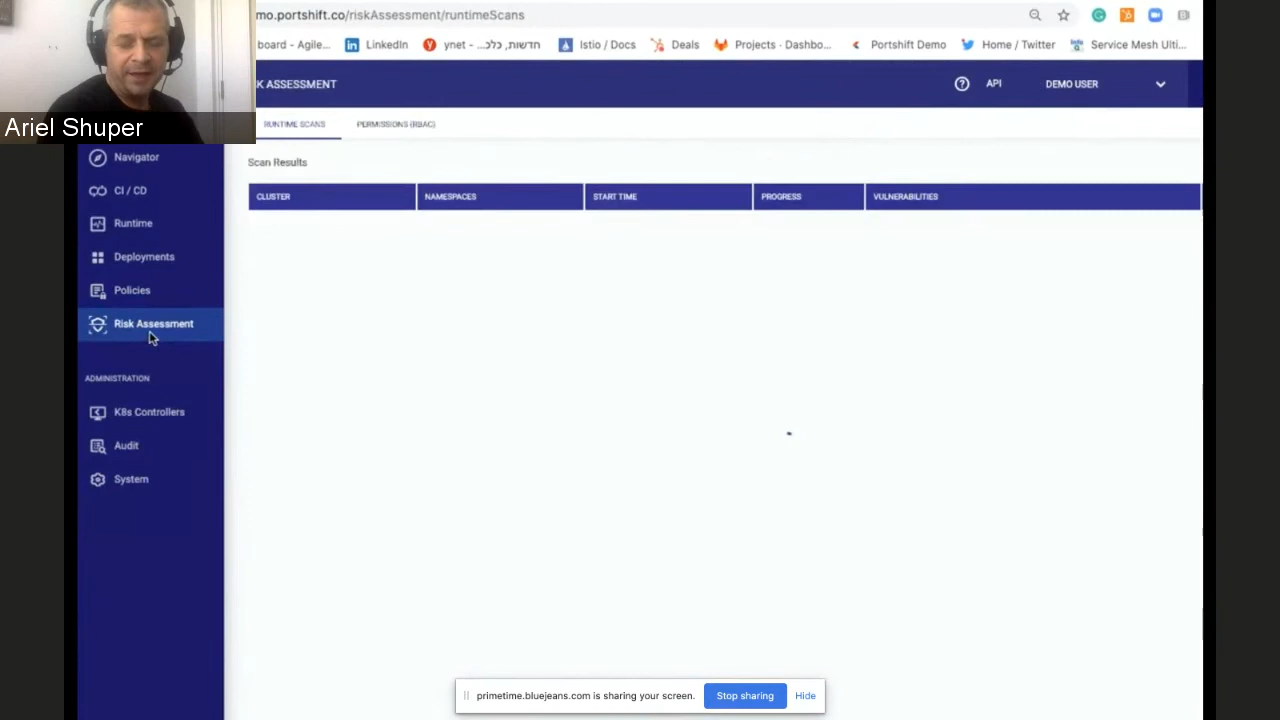 mo.portshift.co/riskAssessment/runtimeScans
board - Agile...
LinkedIn
ynet - ...חדשות, כלכ
Istio / Docs
Deals
Projects · Dashbo...
Portshift Demo
Home / Twitter
Service Mesh Ulti...
K ASSESSMENT
API
DEMO USER
Ariel Shuper
RUNTIME SCANS
PERMISSIONS (RBAC)
Navigator
CI / CD
Runtime
Deployments
Policies
Risk Assessment
ADMINISTRATION
K8s Controllers
Audit
System
Scan Results
CLUSTER
NAMESPACES
START TIME
PROGRESS
VULNERABILITIES
primetime.bluejeans.com is sharing your screen.
Stop sharing
Hide